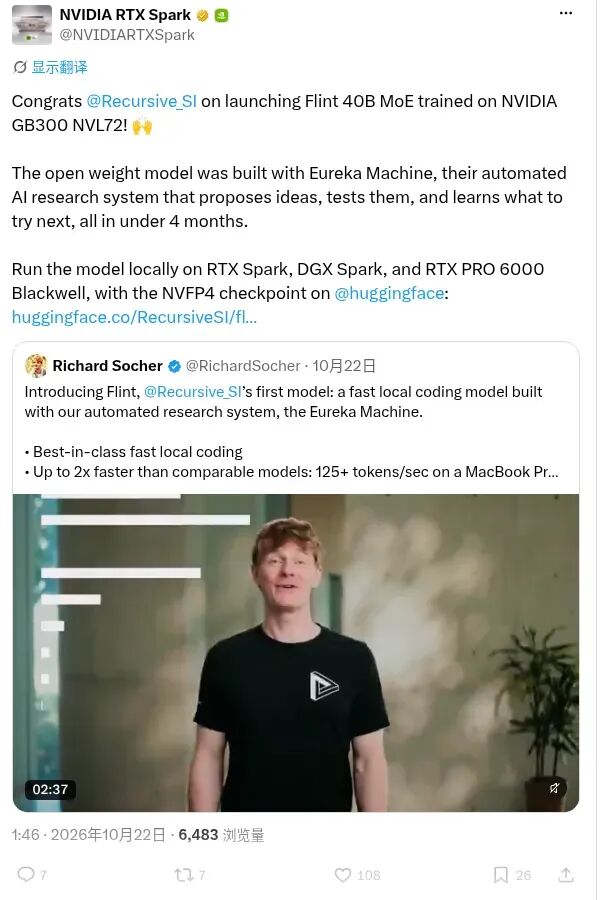 NVIDIA RTX Spark
@NVIDIARTXSpark
显示翻译
Congrats @Recursive_SI on launching Flint 40B MoE trained on NVIDIA
GB300 NVL72! 🙌
The open weight model was built with Eureka Machine, their automated
AI research system that proposes ideas, tests them, and learns what to
try next, all in under 4 months.
Run the model locally on RTX Spark, DGX Spark, and RTX PRO 6000
Blackwell, with the NVFP4 checkpoint on @huggingface:
huggingface.co/RecursiveSI/fl...
Richard Socher @RichardSocher · 10月22日
Introducing Flint, @Recursive_SI's first model: a fast local coding model built
with our automated research system, the Eureka Machine.
• Best-in-class fast local coding
• Up to 2x faster than comparable models: 125+ tokens/sec on a MacBook Pr...
02:37
1:46 · 2026年10月22日 · 6,483 浏览量
7 7 108 26